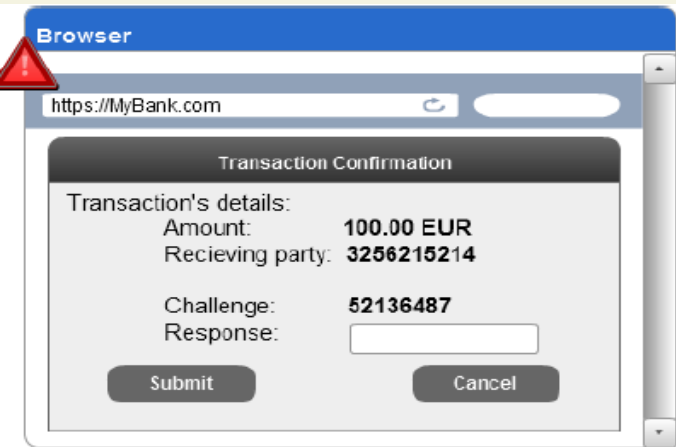 Browser
https://MyBank.com
Transaction Confirmation
Transaction's details:
Amount: 100.00 EUR
Recieving party: 3256215214
Challenge: 52136487
Response:
Submit Cancel